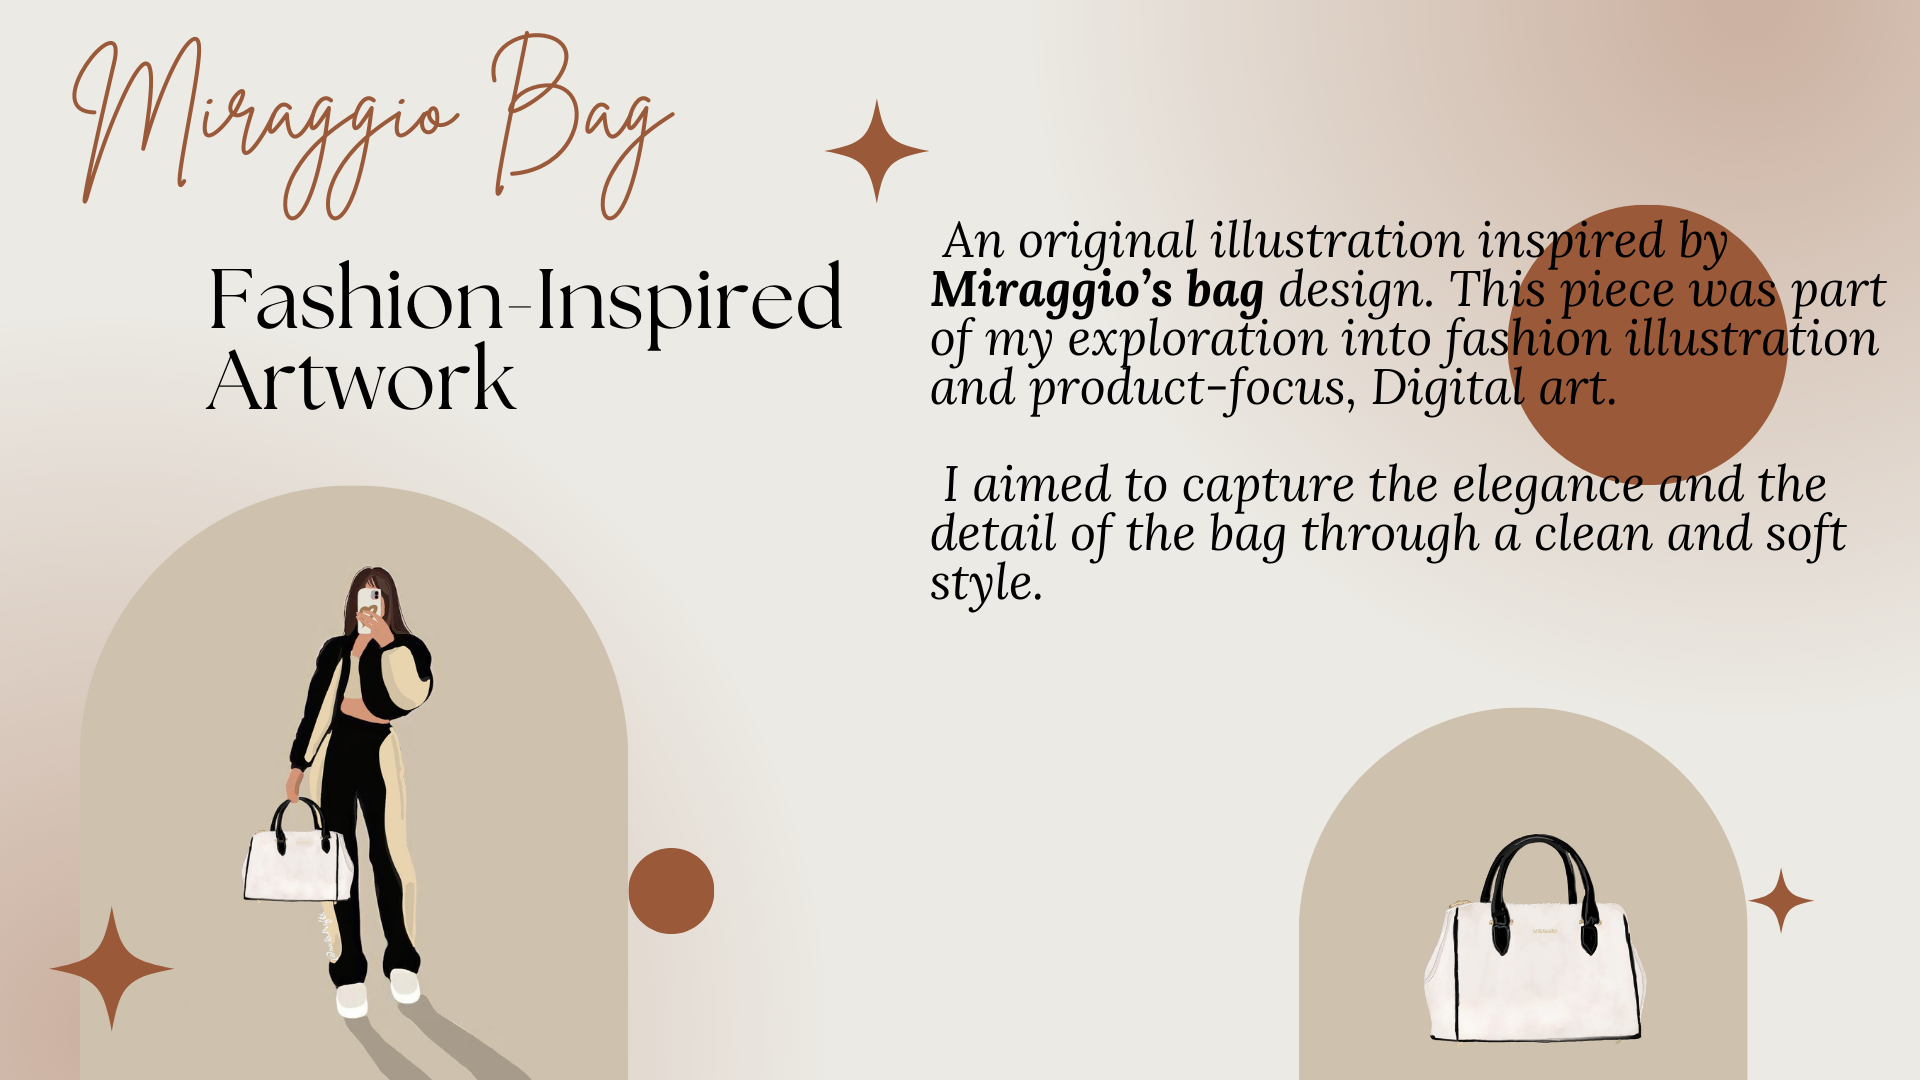 Miraggio Bag
Fashion-Inspired
Artwork
An original illustration inspired by
Miraggio’s bag design. This piece was part
of my exploration into fashion illustration
and product-focus, Digital art.
I aimed to capture the elegance and the
detail of the bag through a clean and soft
style.